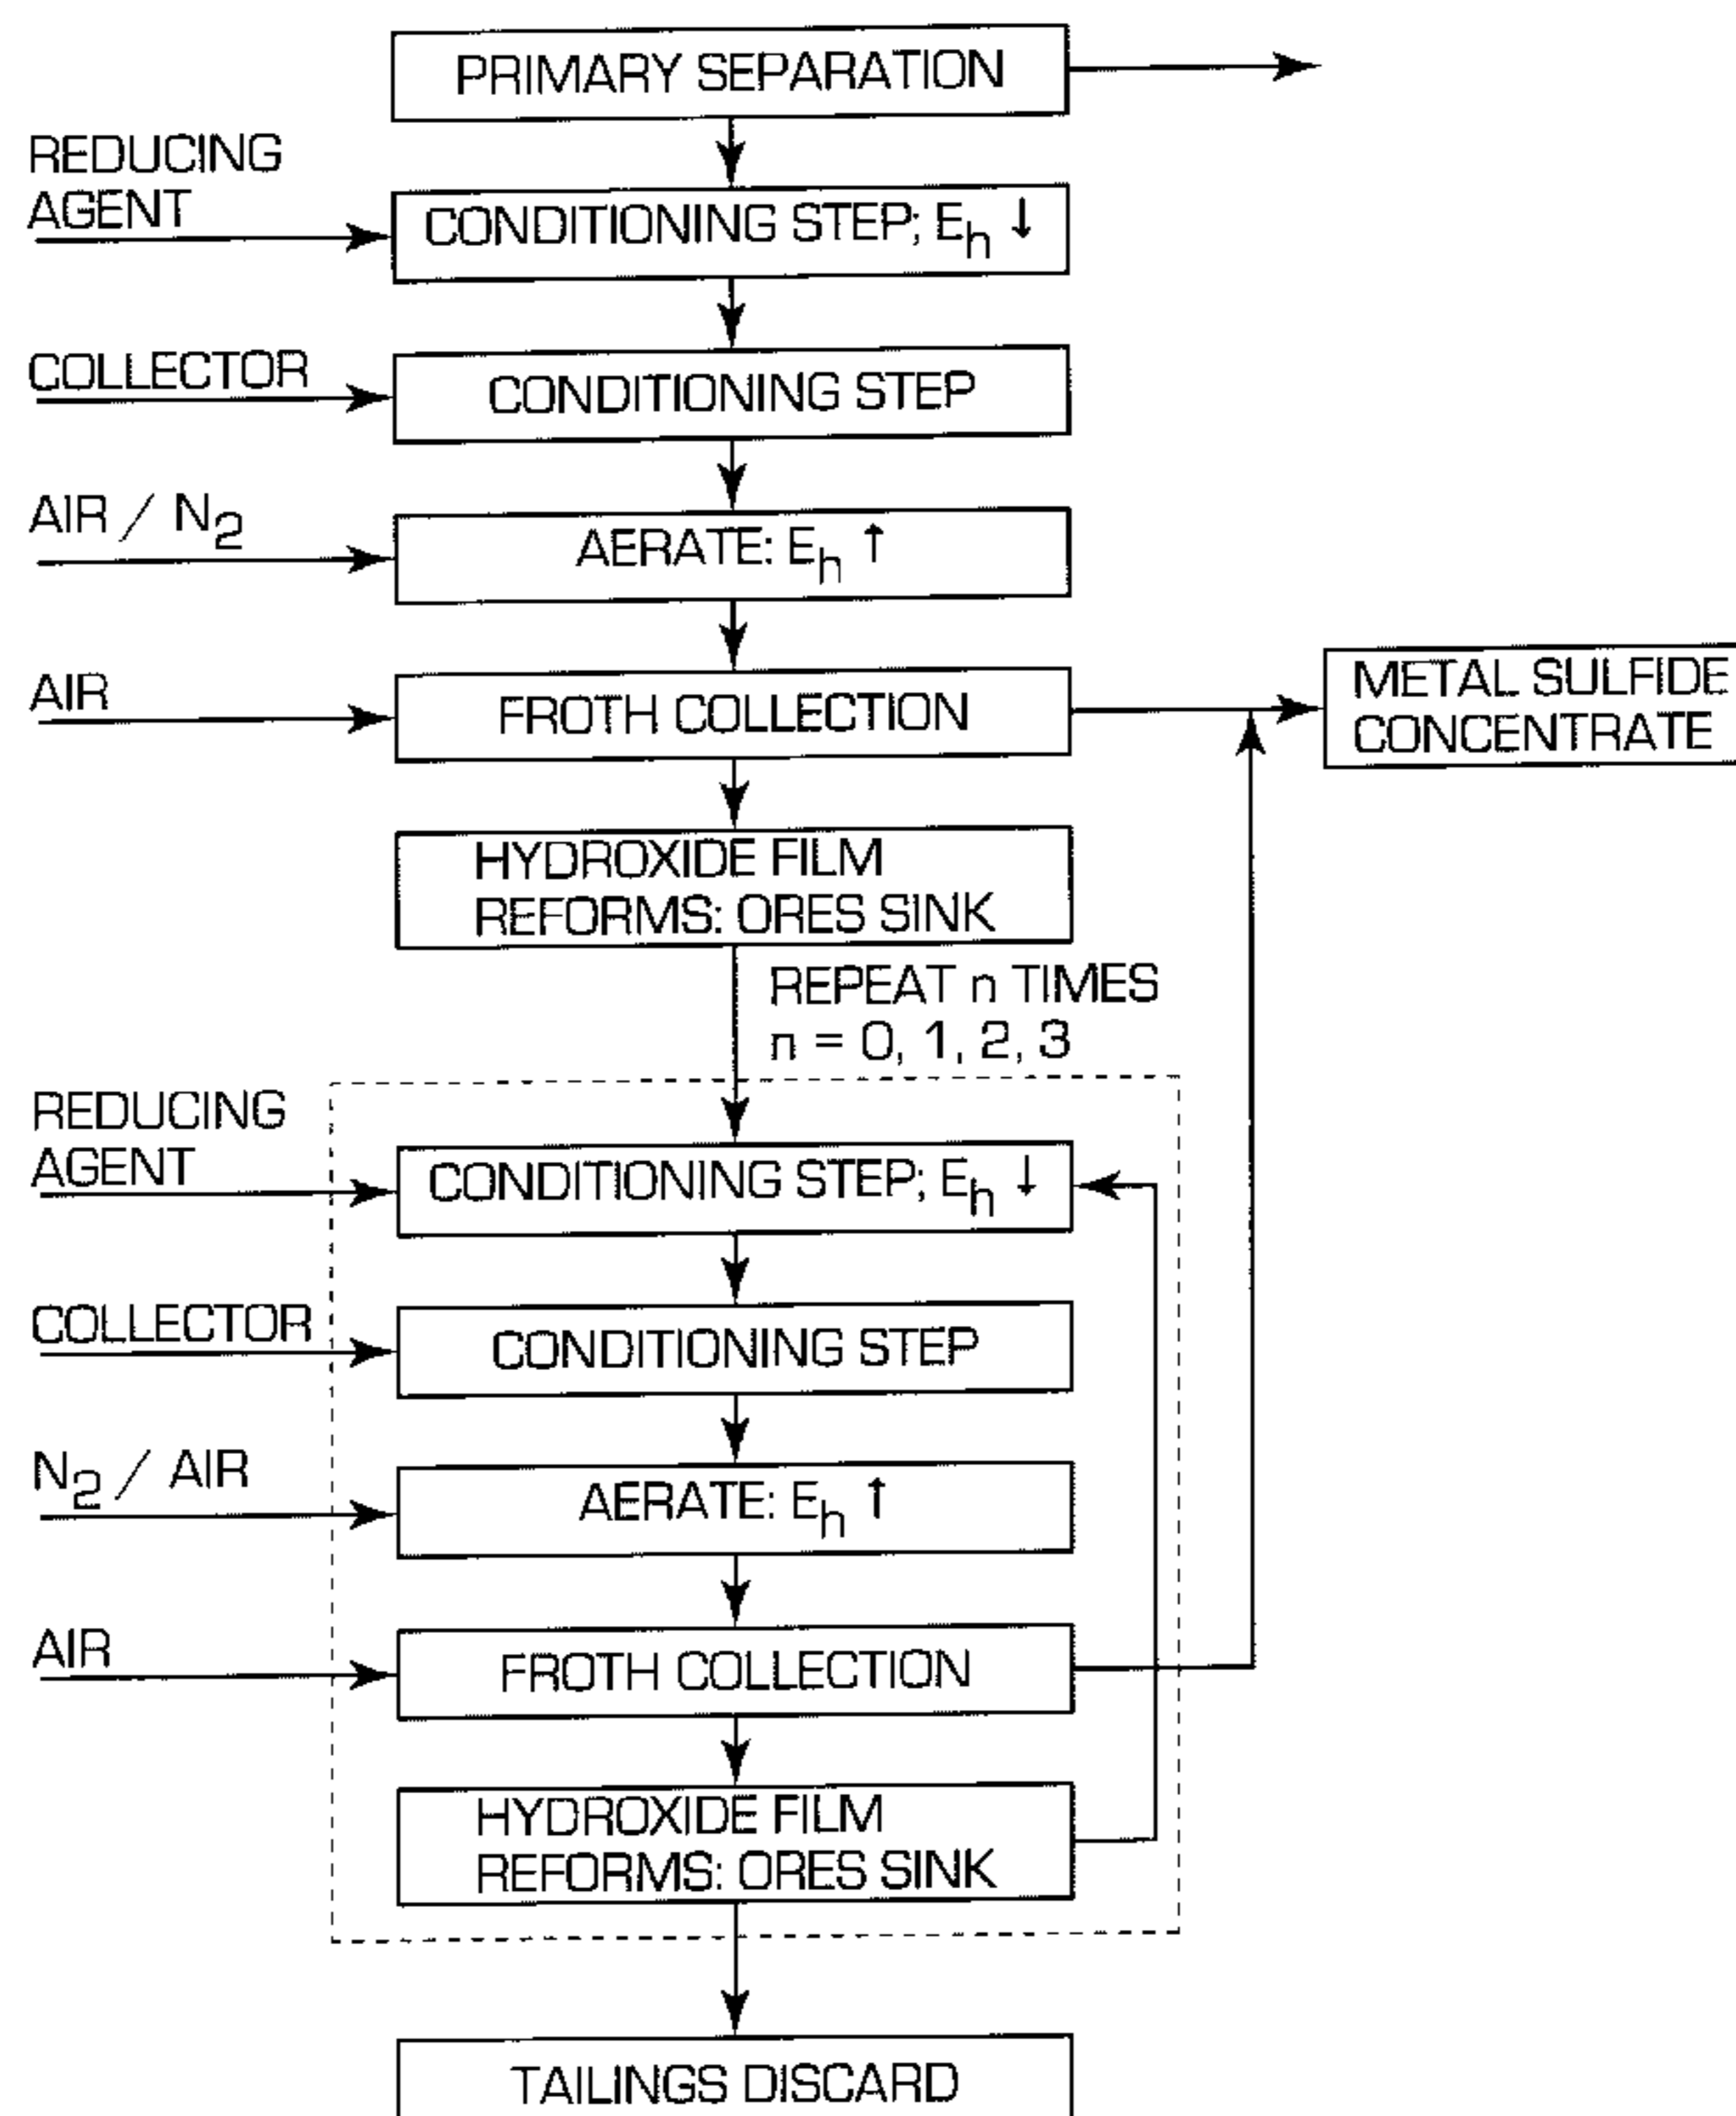 PRIMARY SEPARATION
REDUCING
AGENT
CONDITIONING STEP; Eh ↓
COLLECTOR
CONDITIONING STEP
AIR / N2
AERATE: Eh ↑
AIR
FROTH COLLECTION
METAL SULFIDE
CONCENTRATE
HYDROXIDE FILM
REFORMS: ORES SINK
REPEAT n TIMES
n = 0, 1, 2, 3
REDUCING
AGENT
CONDITIONING STEP; Eh ↓
COLLECTOR
CONDITIONING STEP
N2 / AIR
AERATE: Eh ↑
AIR
FROTH COLLECTION
HYDROXIDE FILM
REFORMS: ORES SINK
TAILINGS DISCARD